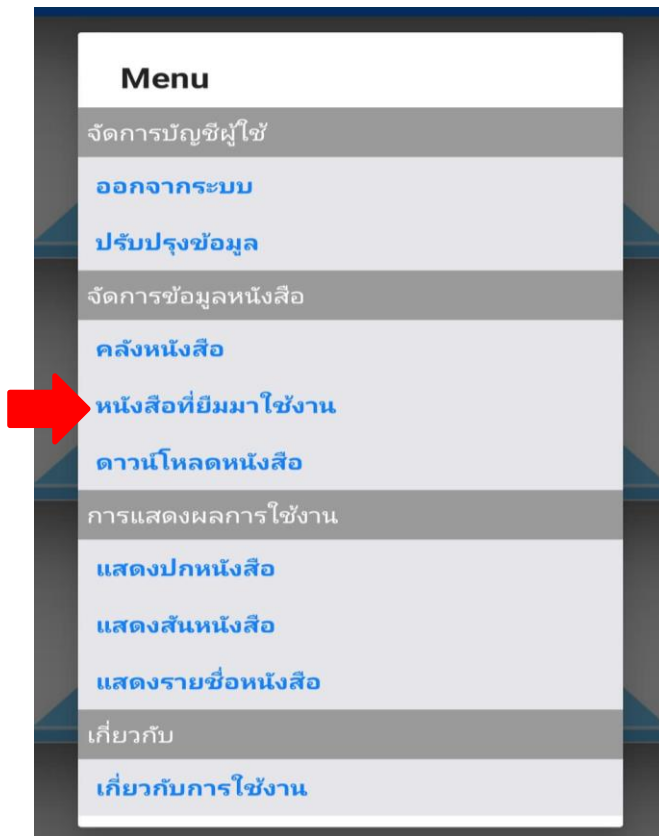 Menu
จัดการบัญชีผู้ใช้
ออกจากระบบ
ปรับปรุงข้อมูล
จัดการข้อมูลหนังสือ
คลังหนังสือ
หนังสือที่ยืมมาใช้งาน
ดาวน์โหลดหนังสือ
การแสดงผลการใช้งาน
แสดงปกหนังสือ
แสดงสันหนังสือ
แสดงรายชื่อหนังสือ
เกี่ยวกับ
เกี่ยวกับการใช้งาน